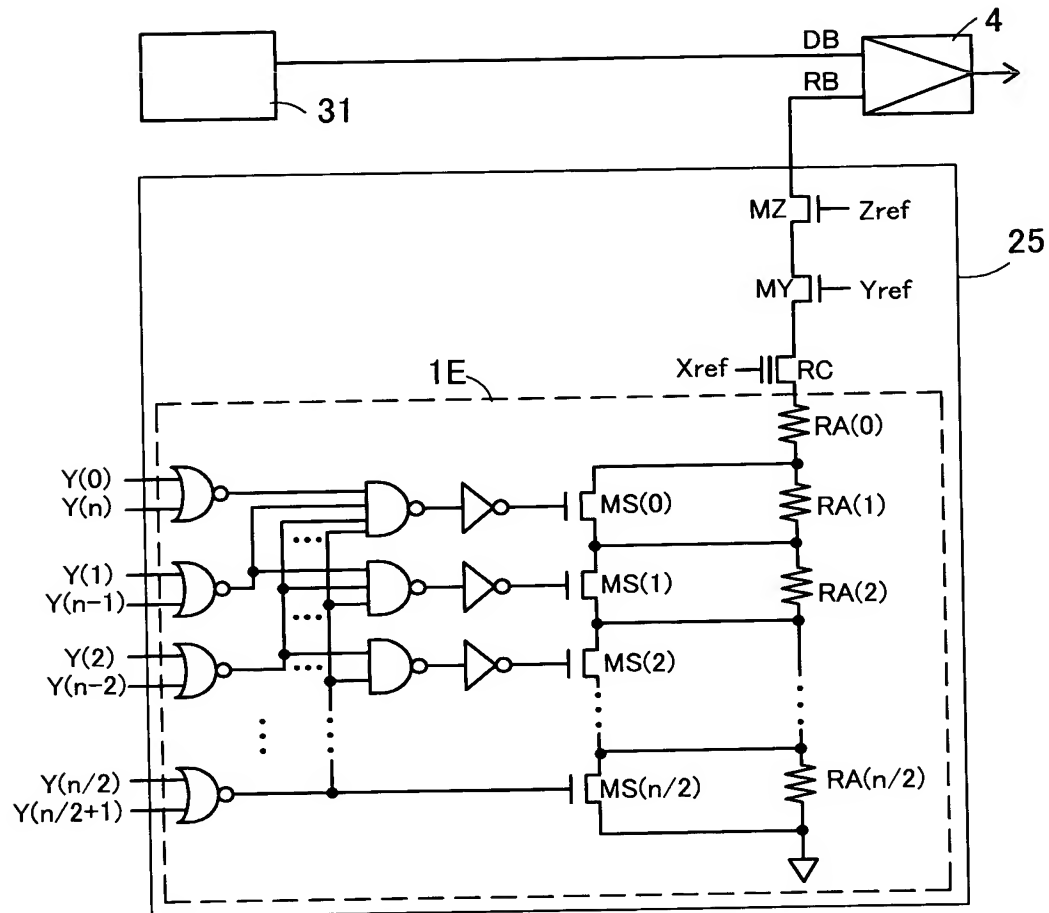 4
DB
RB
31
MZ
Zref
25
MY
Yref
1E
Xref
RC
RA(0)
Y(0)
Y(n)
MS(0)
RA(1)
Y(1)
Y(n-1)
MS(1)
RA(2)
Y(2)
Y(n-2)
MS(2)
Y(n/2)
Y(n/2+1)
MS(n/2)
RA(n/2)